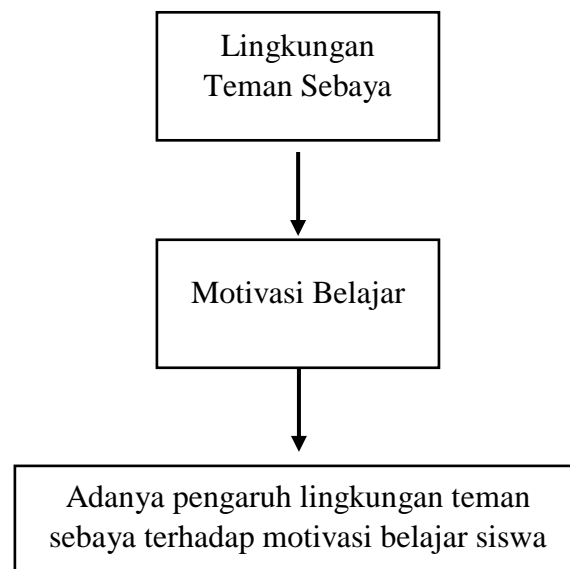 Lingkungan
Teman Sebaya
Motivasi Belajar
Adanya pengaruh lingkungan teman
sebaya terhadap motivasi belajar siswa